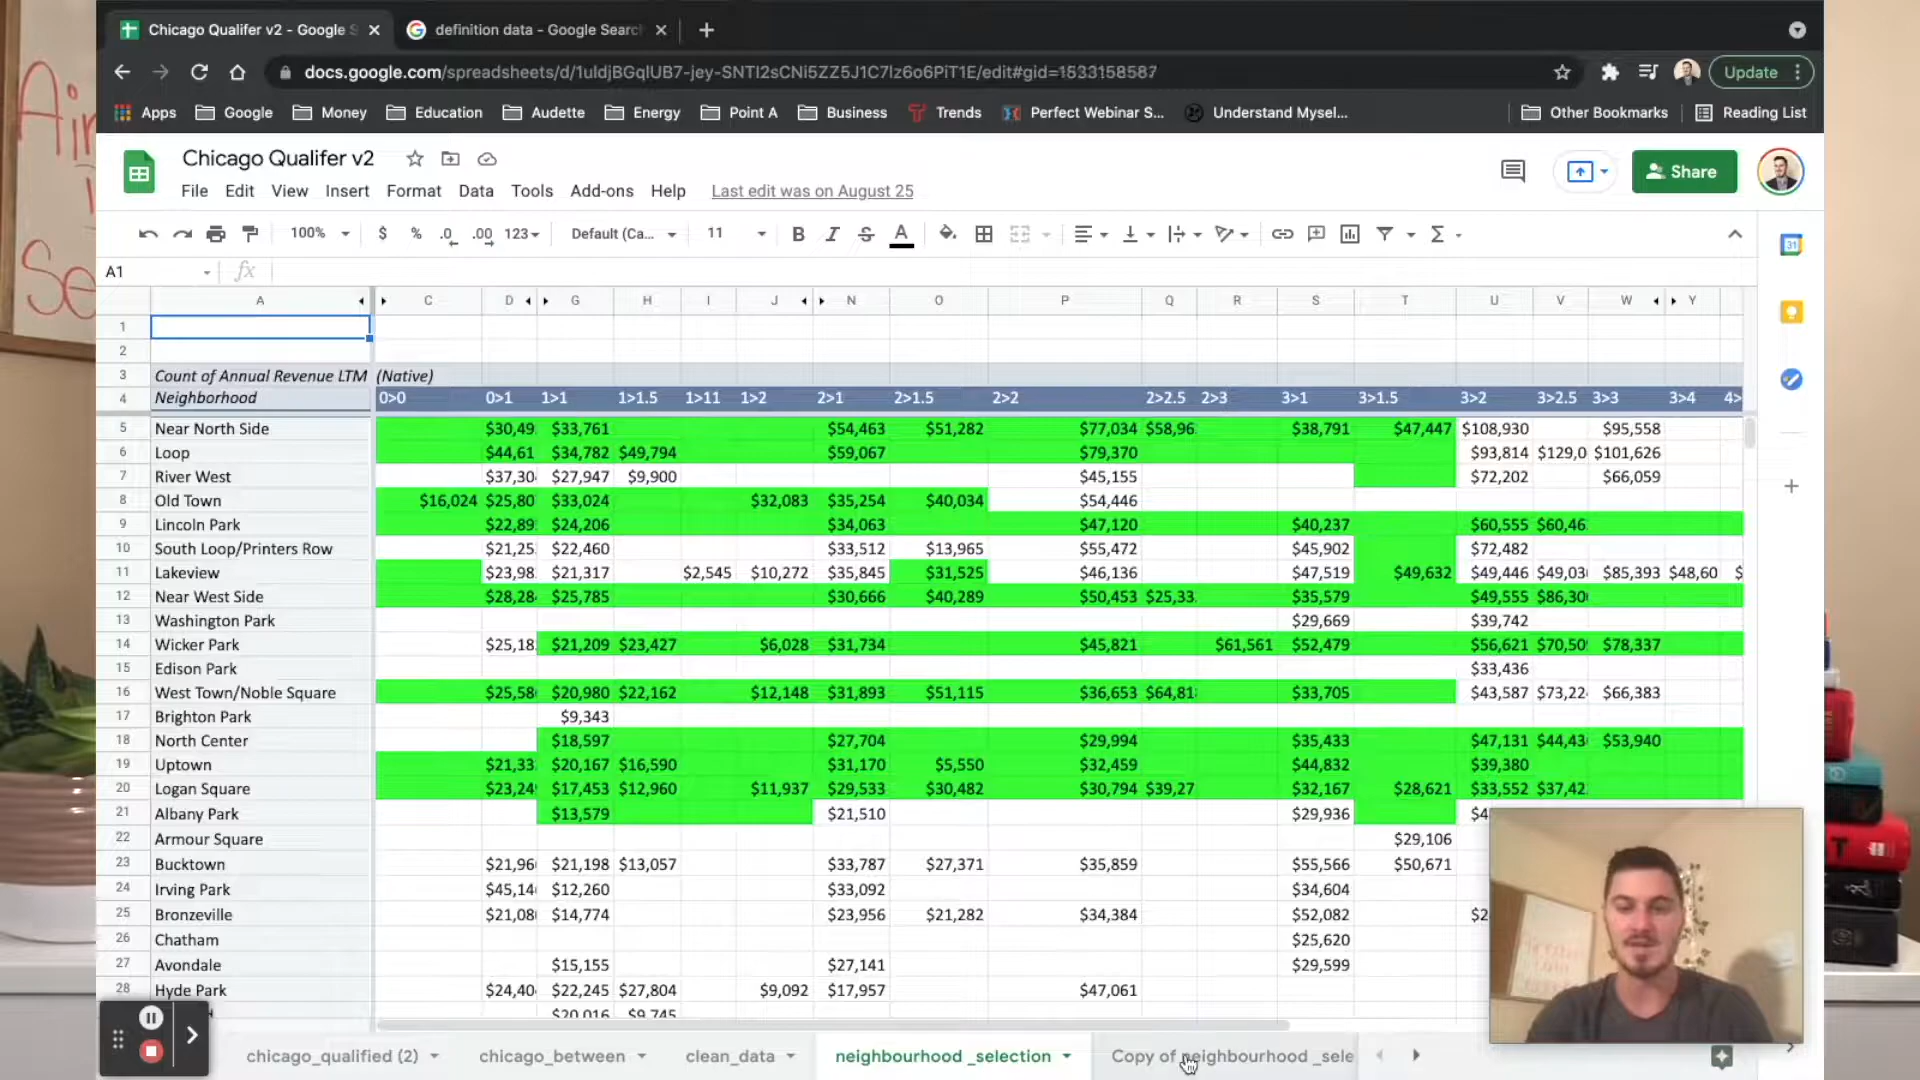 Chicago Qualifer v2 - Google S
definition data - Google Searc
docs.google.com/spreadsheets/d/1uldjBGqlUB7-jey-SNTI2sCNi5ZZ5J1C7lz6o6PiT1E/edit#gid=1533158587
Update
Apps Google Money Education Audette Energy Point A Business Trends Perfect Webinar S... Understand Mysel... Other Bookmarks Reading List
Chicago Qualifer v2
File Edit View Insert Format Data Tools Add-ons Help Last edit was on August 25
Share
100% $ % .0 .00 123 Default (Ca... 11 B I S A Σ
A1 fx
A C D G H I J N O P Q R S T U V W Y
1
2
3 Count of Annual Revenue LTM (Native)
4 Neighborhood 0>0 0>1 1>1 1>1.5 1>11 1>2 2>1 2>1.5 2>2 2>2.5 2>3 3>1 3>1.5 3>2 3>2.5 3>3 3>4 4>
5 Near North Side $30,49 $33,761 $54,463 $51,282 $77,034 $58,96 $38,791 $47,447 $108,930 $95,558
6 Loop $44,61 $34,782 $49,794 $59,067 $79,370 $93,814 $129,0 $101,626
7 River West $37,30 $27,947 $9,900 $45,155 $72,202 $66,059
8 Old Town $16,024 $25,80 $33,024 $32,083 $35,254 $40,034 $54,446
9 Lincoln Park $22,89 $24,206 $34,063 $47,120 $40,237 $60,555 $60,46
10 South Loop/Printers Row $21,25 $22,460 $33,512 $13,965 $55,472 $45,902 $72,482
11 Lakeview $23,98 $21,317 $2,545 $10,272 $35,845 $31,525 $46,136 $47,519 $49,632 $49,446 $49,03 $85,393 $48,60 $
12 Near West Side $28,28 $25,785 $30,666 $40,289 $50,453 $25,33 $35,579 $49,555 $86,30
13 Washington Park $29,669 $39,742
14 Wicker Park $25,18 $21,209 $23,427 $6,028 $31,734 $45,821 $61,561 $52,479 $56,621 $70,50 $78,337
15 Edison Park $33,436
16 West Town/Noble Square $25,58 $20,980 $22,162 $12,148 $31,893 $51,115 $36,653 $64,81 $33,705 $43,587 $73,22 $66,383
17 Brighton Park $9,343
18 North Center $18,597 $27,704 $29,994 $35,433 $47,131 $44,43 $53,940
19 Uptown $21,33 $20,167 $16,590 $31,170 $5,550 $32,459 $44,832 $39,380
20 Logan Square $23,24 $17,453 $12,960 $11,937 $29,533 $30,482 $30,794 $39,27 $32,167 $28,621 $33,552 $37,42
21 Albany Park $13,579 $21,510 $29,936 $4
22 Armour Square $29,106
23 Bucktown $21,96 $21,198 $13,057 $33,787 $27,371 $35,859 $55,566 $50,671
24 Irving Park $45,14 $12,260 $33,092 $34,604
25 Bronzeville $21,08 $14,774 $23,956 $21,282 $34,384 $52,082 $2
26 Chatham $25,620
27 Avondale $15,155 $27,141 $29,599
28 Hyde Park $24,40 $22,245 $27,804 $9,092 $17,957 $47,061
$20,016 $9,745
chicago_qualified (2) chicago_between clean_data neighbourhood _selection Copy of neighbourhood _sele